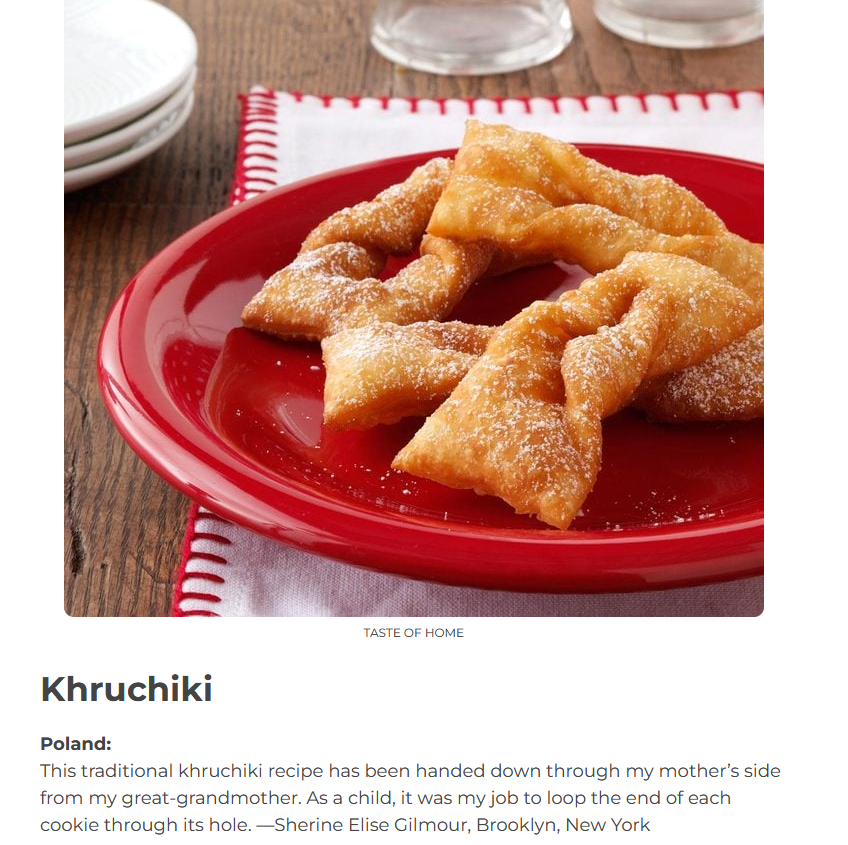 TASTE OF HOME
Khruchiki
Poland:
This traditional khruchiki recipe has been handed down through my mother’s side
from my great-grandmother. As a child, it was my job to loop the end of each
cookie through its hole. —Sherine Elise Gilmour, Brooklyn, New York